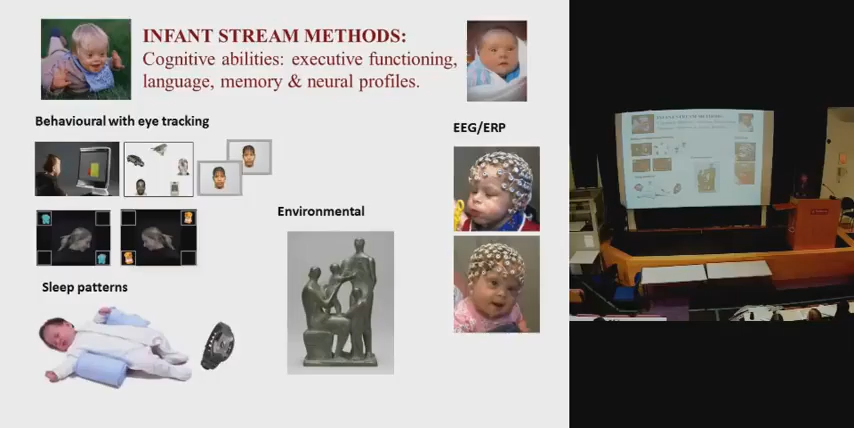 INFANT STREAM METHODS:
Cognitive abilities: executive functioning,
language, memory & neural profiles.
Behavioural with eye tracking
EEG/ERP
Environmental
Sleep patterns